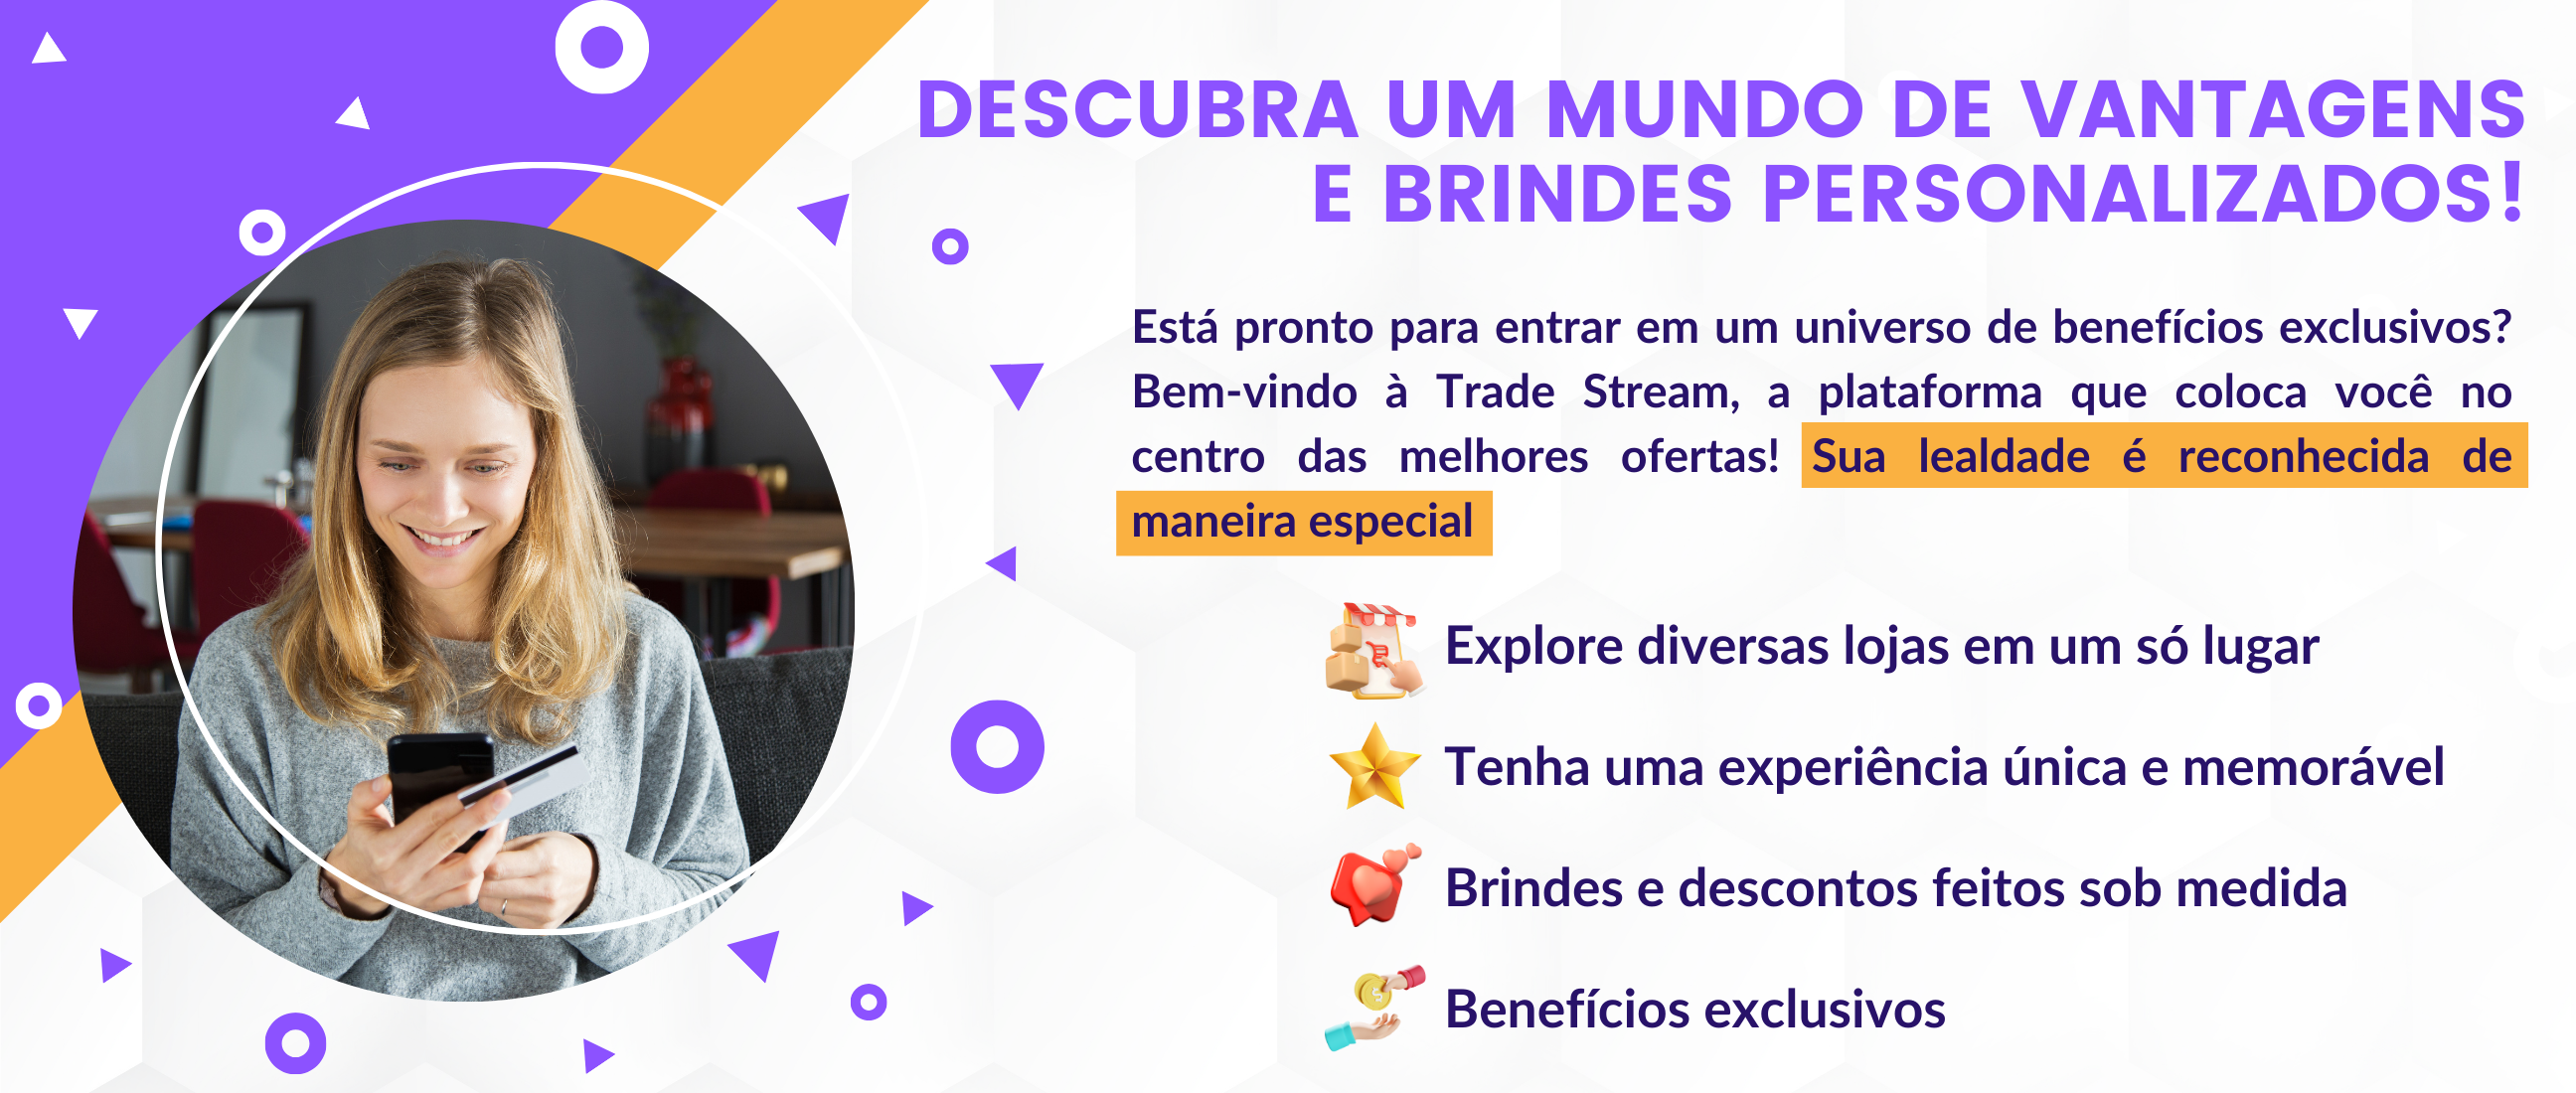 DESCUBRA UM MUNDO DE VANTAGENS
E BRINDES PERSONALIZADOS!
Está pronto para entrar em um universo de benefícios exclusivos?
Bem-vindo à Trade Stream, a plataforma que coloca você no
centro das melhores ofertas! Sua lealdade é reconhecida de
maneira especial
Explore diversas lojas em um só lugar
Tenha uma experiência única e memorável
Brindes e descontos feitos sob medida
Benefícios exclusivos